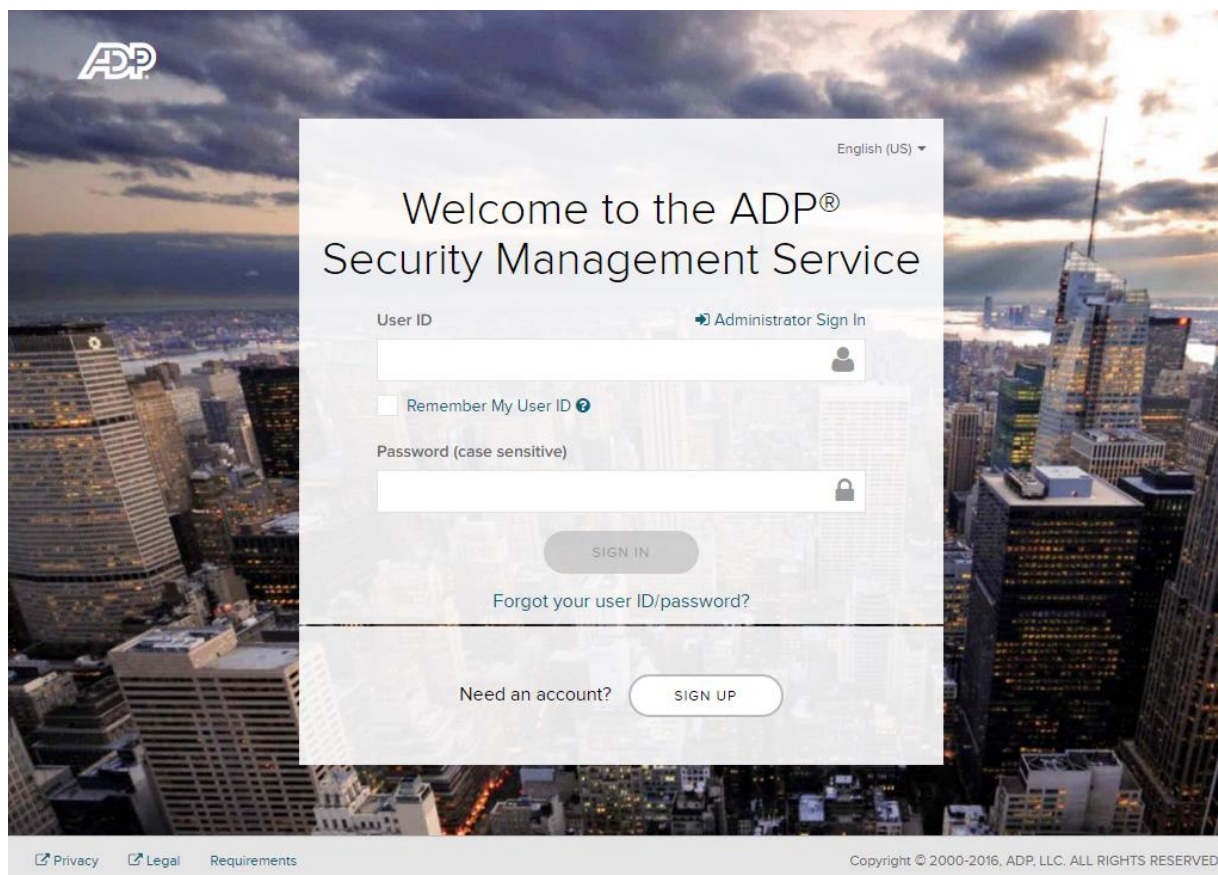 ADP
English (US)
Welcome to the ADP®
Security Management Service
User ID
Administrator Sign In
Remember My User ID
Password (case sensitive)
SIGN IN
Forgot your user ID/password?
Need an account?
SIGN UP
Privacy Legal Requirements
Copyright © 2000-2016, ADP, LLC. ALL RIGHTS RESERVED